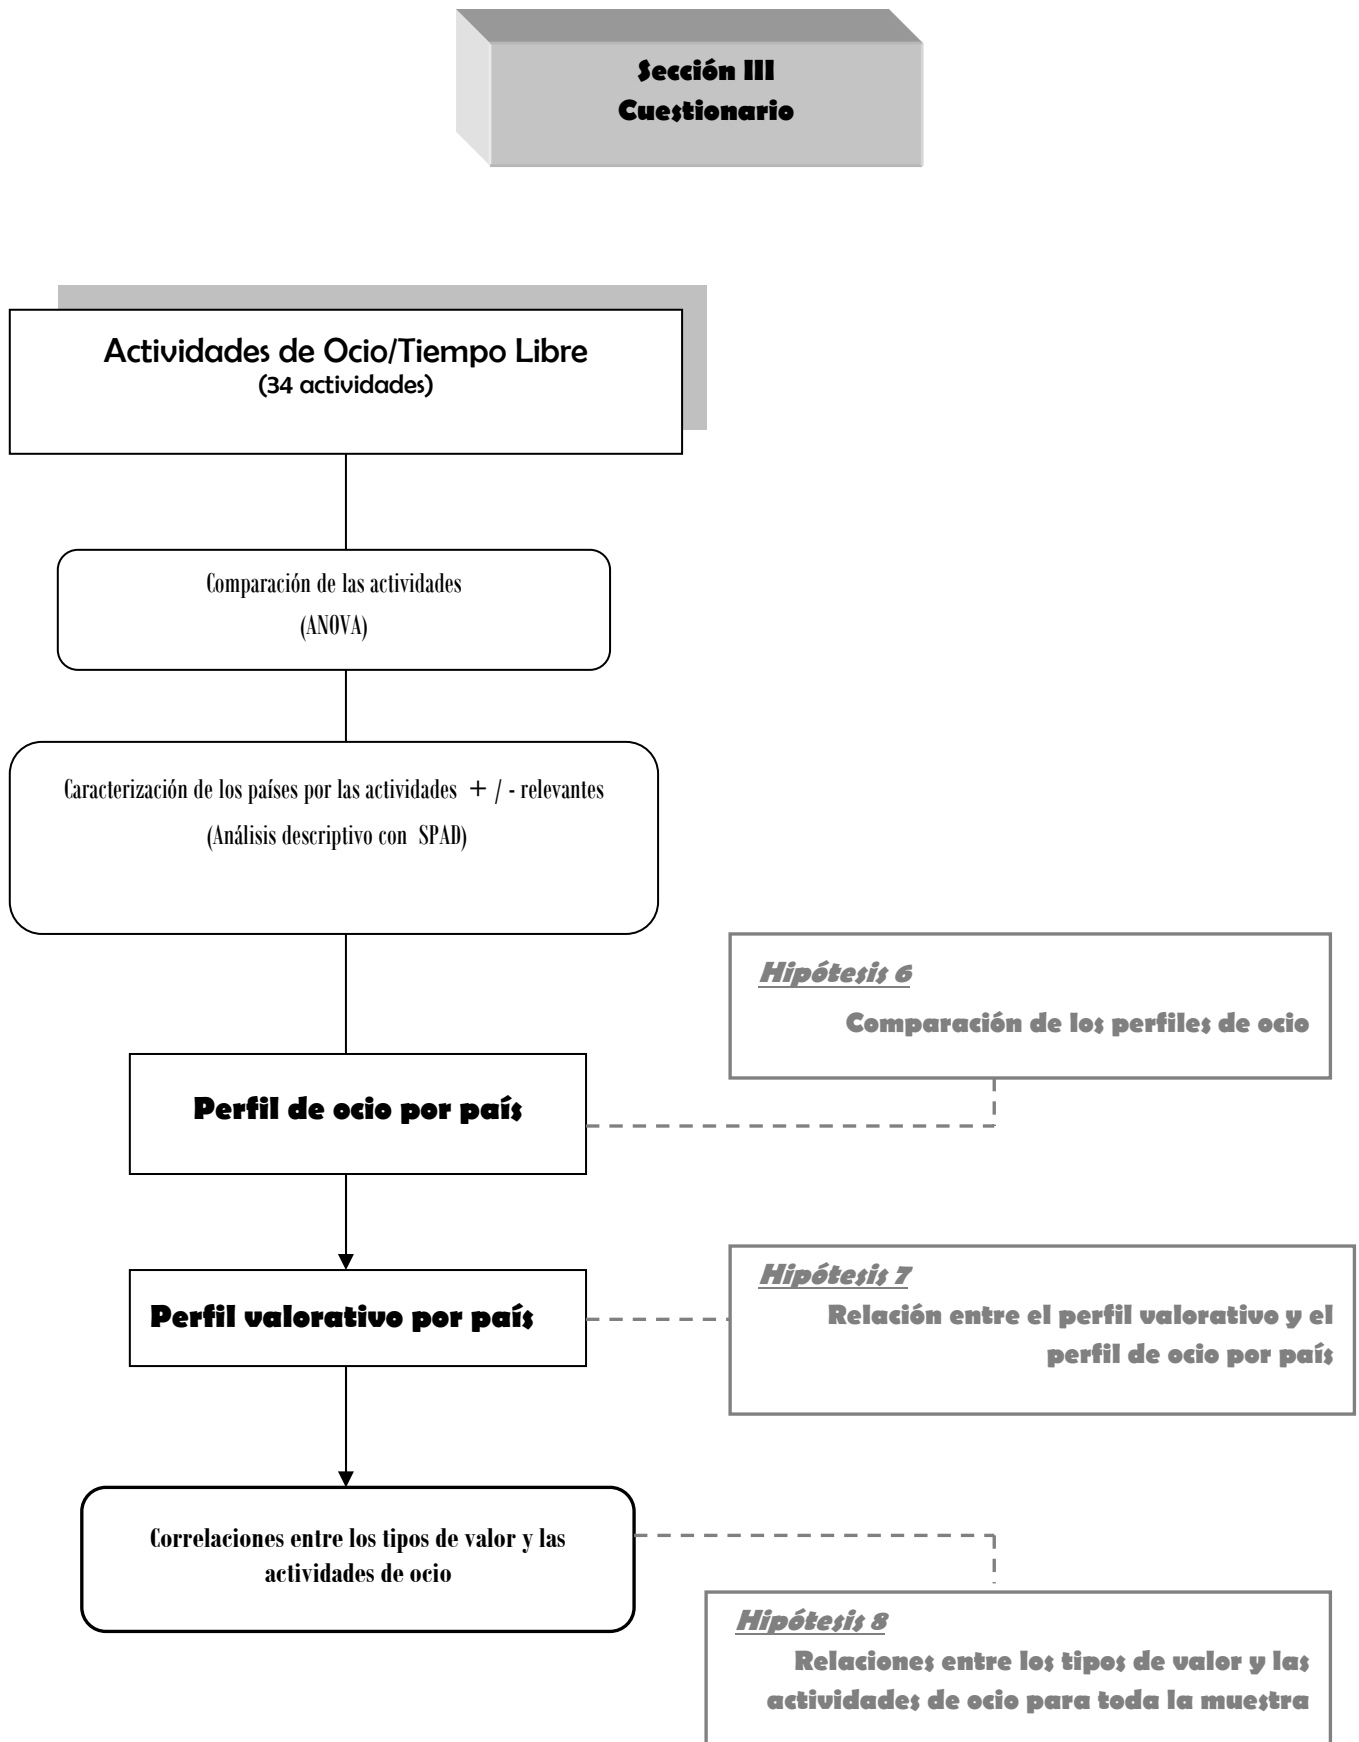 Sección III
Cuestionario
Actividades de Ocio/Tiempo Libre
(34 actividades)
Comparación de las actividades
(ANOVA)
Caracterización de los países por las actividades + / - relevantes
(Análisis descriptivo con SPAD)
Hipótesis 6
Comparación de los perfiles de ocio
Perfil de ocio por país
Hipótesis 7
Relación entre el perfil valorativo y el
perfil de ocio por país
Perfil valorativo por país
Correlaciones entre los tipos de valor y las
actividades de ocio
Hipótesis 8
Relaciones entre los tipos de valor y las
actividades de ocio para toda la muestra